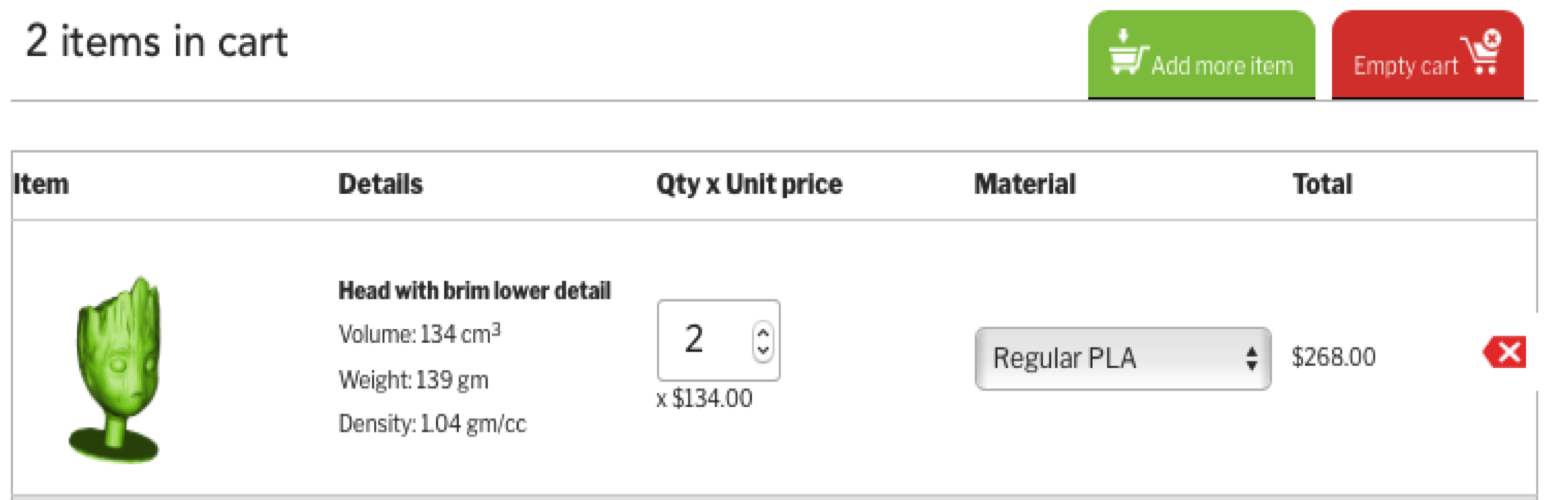 2 items in cart
Add more item
Empty cart
Item Details Qty x Unit price Material Total
Head with brim lower detail
Volume: 134 cm³
Weight: 139 gm
Density: 1.04 gm/cc
2
x $134.00
Regular PLA
$268.00